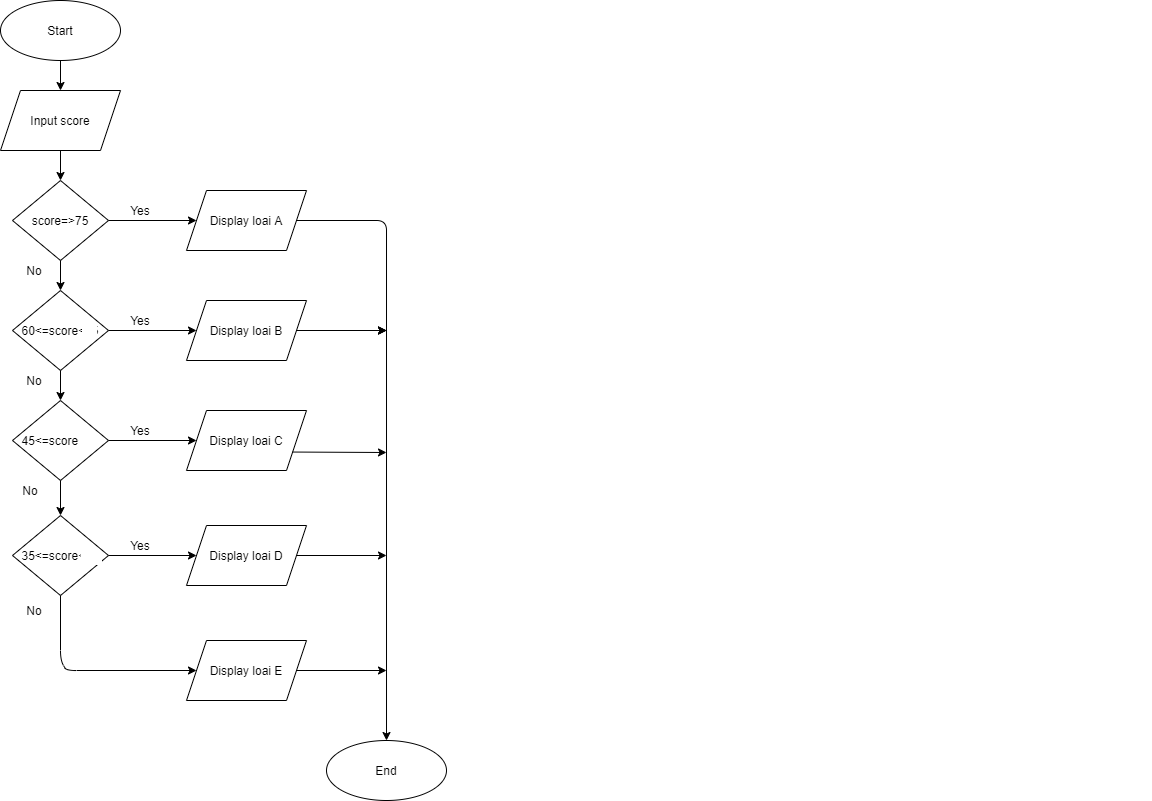 Start
Input score
score=>75
Yes
Display loai A
No
60<=score<
Yes
Display loai B
No
45<=score
Yes
Display loai C
No
35<=score
Yes
Display loai D
No
Display loai E
End